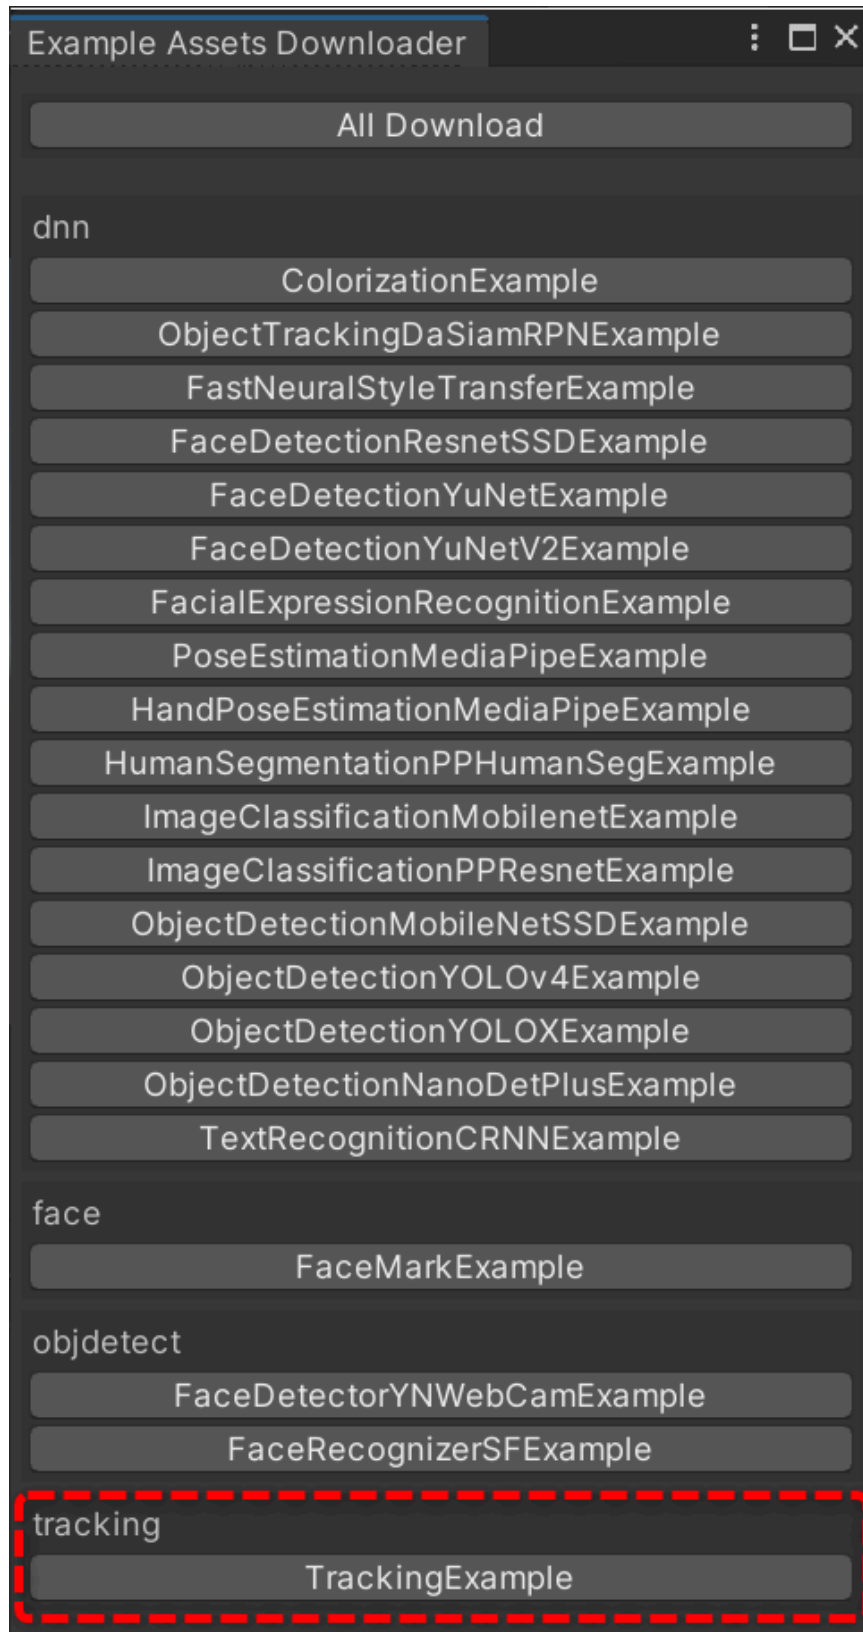 Example Assets Downloader
All Download
dnn
ColorizationExample
ObjectTrackingDaSiamRPNExample
FastNeuralStyleTransferExample
FaceDetectionResnetSSDExample
FaceDetectionYuNetExample
FaceDetectionYuNetV2Example
FacialExpressionRecognitionExample
PoseEstimationMediaPipeExample
HandPoseEstimationMediaPipeExample
HumanSegmentationPPHumanSegExample
ImageClassificationMobilenetExample
ImageClassificationPPResnetExample
ObjectDetectionMobileNetSSDExample
ObjectDetectionYOLOv4Example
ObjectDetectionYOLOXExample
ObjectDetectionNanoDetPlusExample
TextRecognitionCRNNExample
face
FaceMarkExample
objdetect
FaceDetectorYNWebCamExample
FaceRecognizerSFExample
tracking
TrackingExample